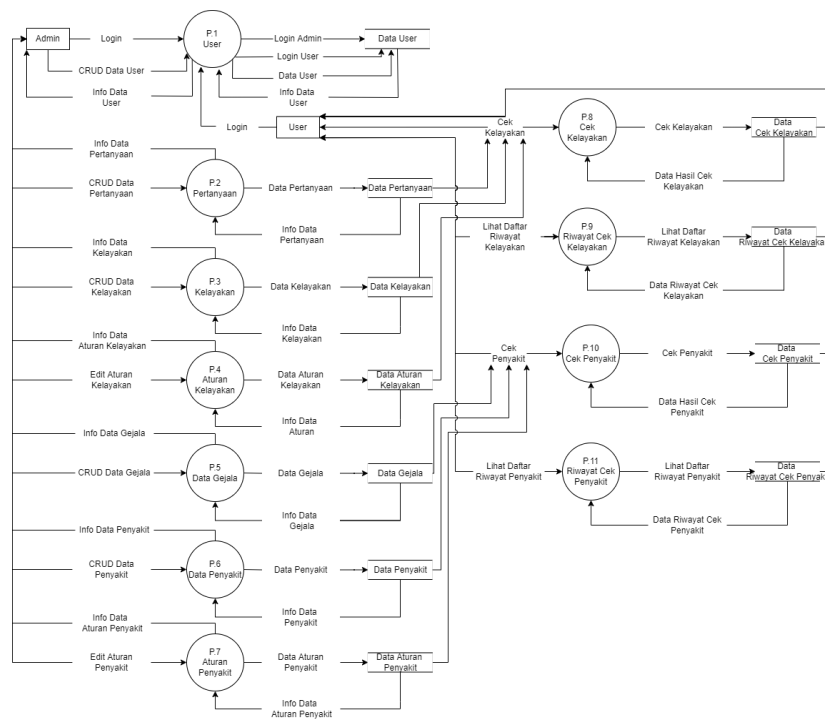 Admin
Login
P.1
User
Login Admin
Data User
Login User
CRUD Data User
Data User
Info Data
User
Info Data
User
Login
User
Cek
Kelayakan
P.8
Cek
Kelayakan
Cek Kelayakan
Data
Cek Kelayakan
Data Hasil Cek
Kelayakan
Info Data
Pertanyaan
CRUD Data
Pertanyaan
P.2
Pertanyaan
Data Pertanyaan
Data Pertanyaan
Info Data
Pertanyaan
Lihat Daftar
Riwayat
Kelayakan
P.9
Riwayat Cek
Kelayakan
Lihat Daftar
Riwayat Kelayakan
Data
Riwayat Cek Kelayaka
Data Riwayat Cek
Kelayakan
Info Data
Kelayakan
CRUD Data
Kelayakan
P.3
Kelayakan
Data Kelayakan
Data Kelayakan
Info Data
Kelayakan
Info Data
Aturan Kelayakan
Edit Aturan
Kelayakan
P.4
Aturan
Kelayakan
Data Aturan
Kelayakan
Data Aturan
Kelayakan
Info Data
Aturan
Cek
Penyakit
P.10
Cek Penyakit
Cek Penyakit
Data
Cek Penyakit
Data Hasil Cek
Penyakit
Info Data Gejala
CRUD Data Gejala
P.5
Data Gejala
Data Gejala
Data Gejala
Info Data
Gejala
Lihat Daftar
Riwayat Penyakit
P.11
Riwayat Cek
Penyakit
Lihat Daftar
Riwayat Penyakit
Data
Riwayat Cek Penyak
Data Riwayat Cek
Penyakit
Info Data Penyakit
CRUD Data
Penyakit
P.6
Data Penyakit
Data Penyakit
Data Penyakit
Info Data
Penyakit
Info Data
Aturan Penyakit
Edit Aturan
Penyakit
P.7
Aturan
Penyakit
Data Aturan
Penyakit
Data Aturan
Penyakit
Info Data
Aturan Penyakit